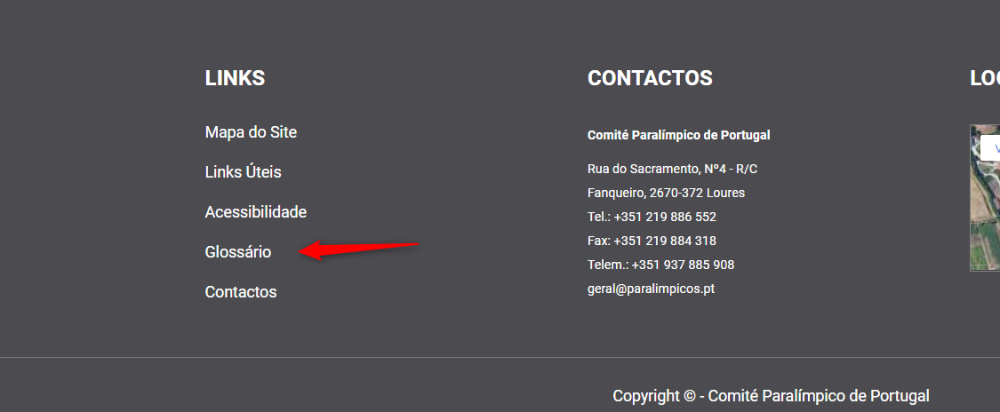 LINKS
Mapa do Site
Links Úteis
Acessibilidade
Glossário
Contactos
CONTACTOS
Comité Paralímpico de Portugal
Rua do Sacramento, Nº4 - R/C
Fanqueiro, 2670-372 Loures
Tel.: +351 219 886 552
Fax: +351 219 884 318
Telem.: +351 937 885 908
geral@paralimpicos.pt
Copyright © - Comité Paralímpico de Portugal